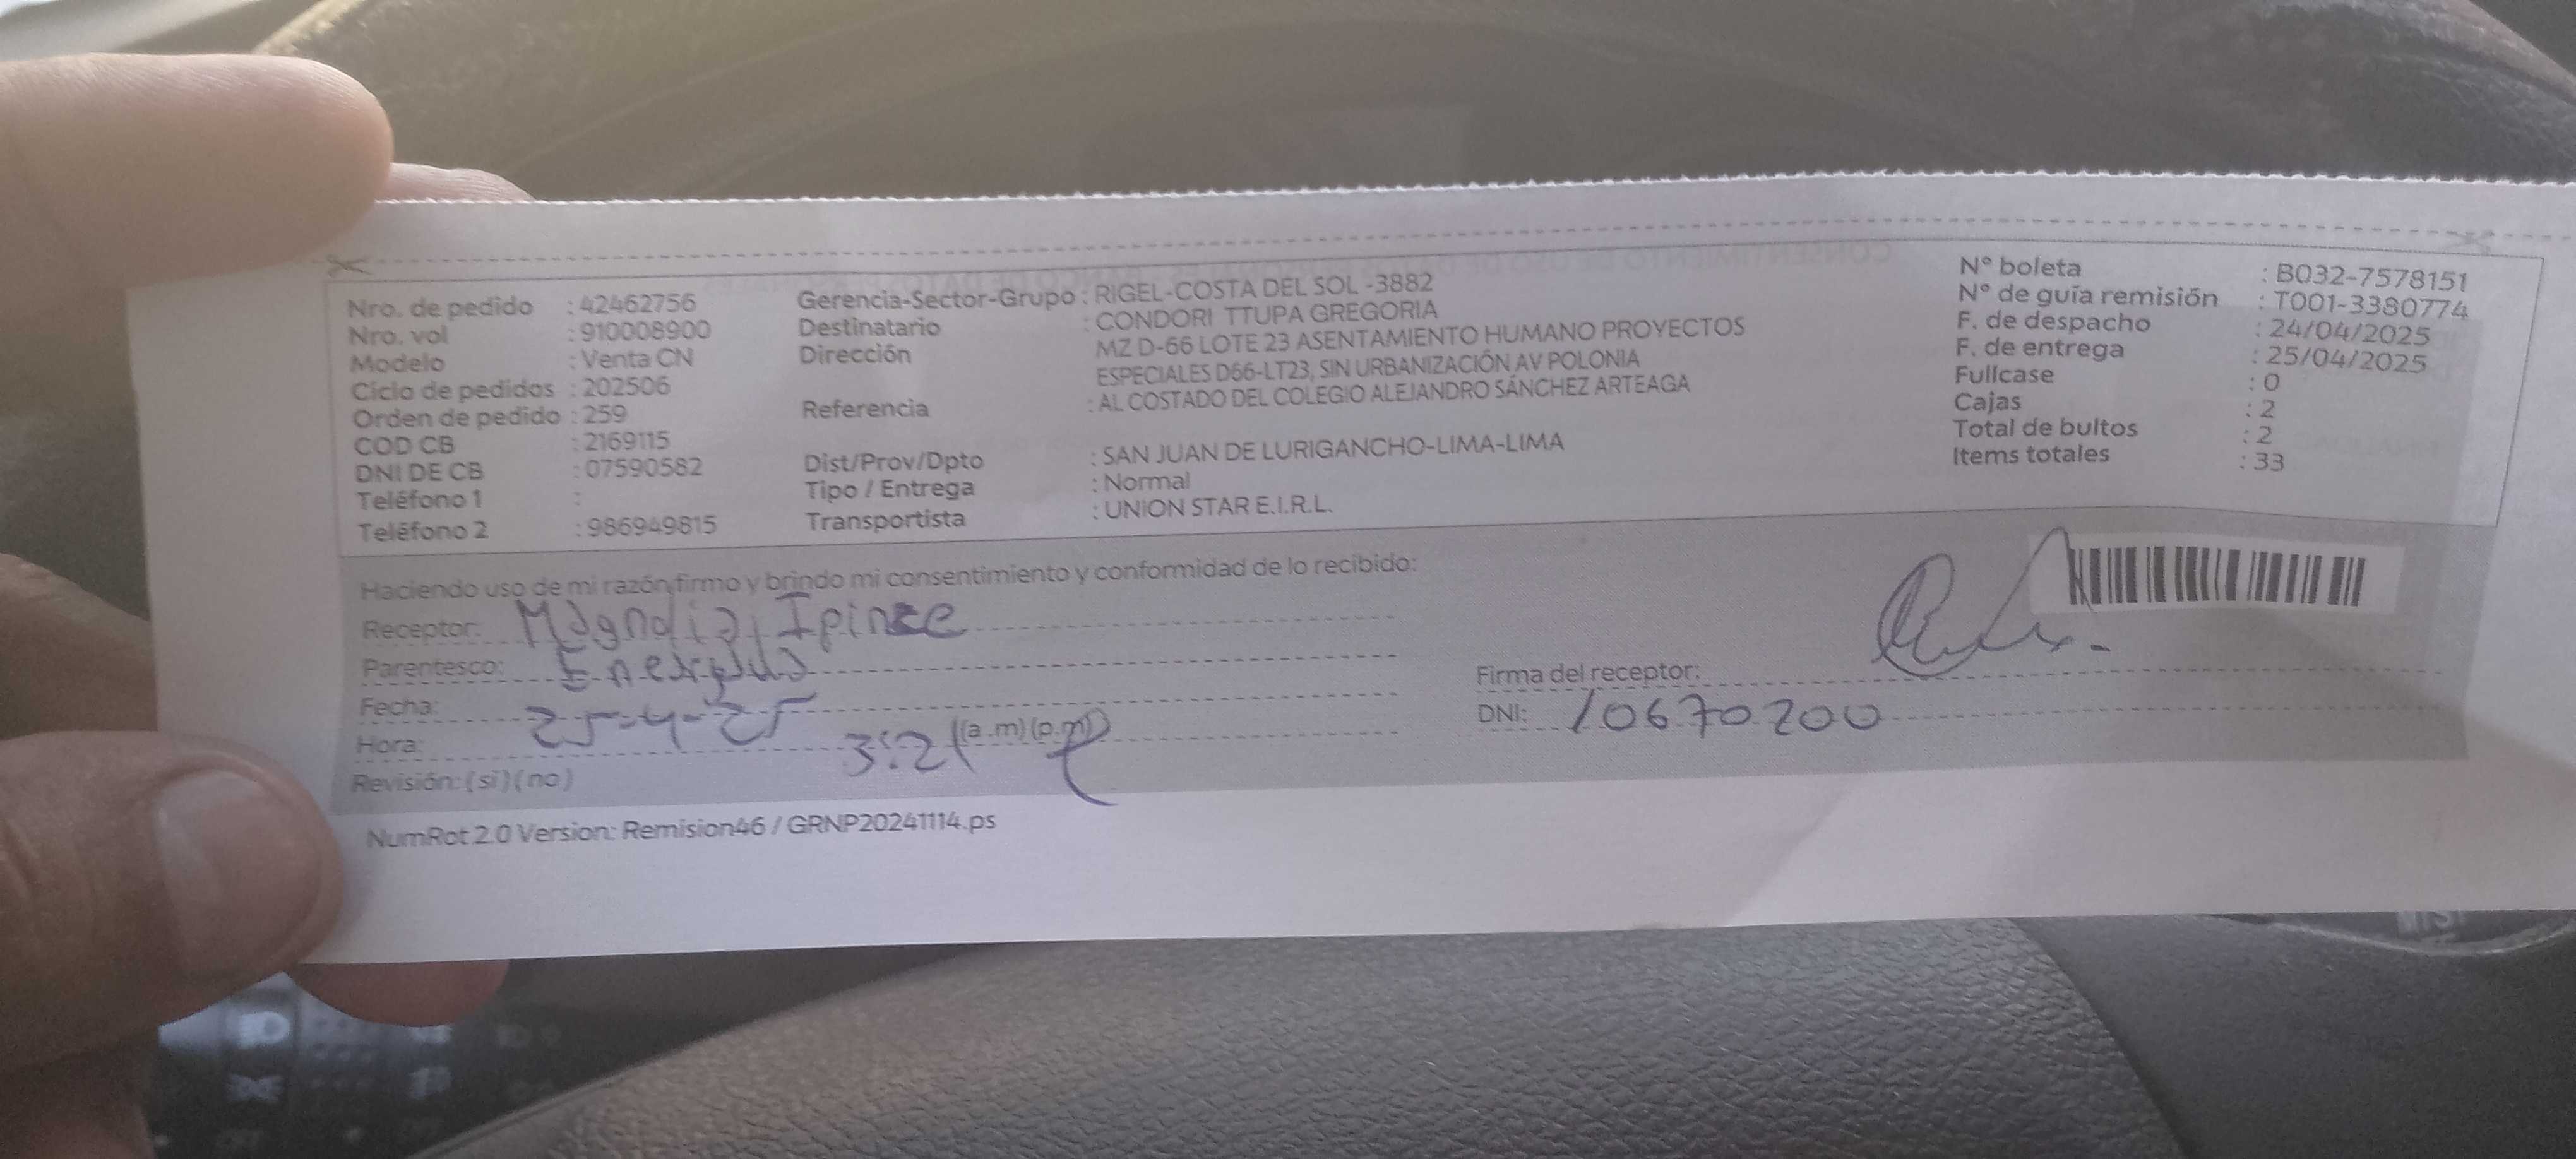 Nro. de pedido : 42462756
Nro. vol : 910008900
Modelo : Venta CN
Ciclo de pedidos : 202506
Orden de pedido : 259
COD CB : 2169115
DNI DE CB : 07590582
Teléfono 1 :
Teléfono 2 : 986949815
Gerencia-Sector-Grupo : RIGEL-COSTA DEL SOL -3882
Destinatario : CONDORI TTUPA GREGORIA
Dirección MZ D-66 LOTE 23 ASENTAMIENTO HUMANO PROYECTOS
ESPECIALES D66-LT23, SIN URBANIZACIÓN AV POLONIA
Referencia : AL COSTADO DEL COLEGIO ALEJANDRO SÁNCHEZ ARTEAGA
Dist/Prov/Dpto : SAN JUAN DE LURIGANCHO-LIMA-LIMA
Tipo / Entrega : Normal
Transportista : UNION STAR E.I.R.L.
N° boleta : B032-7578151
N° de guía remisión : T001-3380774
F. de despacho : 24/04/2025
F. de entrega : 25/04/2025
Fullcase : 0
Cajas : 2
Total de bultos : 2
Items totales : 33
Haciendo uso de mi razón, firmo y brindo mi consentimiento y conformidad de lo recibido:
Receptor: Magnolia
Parentesco:
Fecha: 25-4-25
Hora: 3:21 (a.m) (p.m)
Revisión: (si) (no)
Firma del receptor:
DNI: 10670200
NumRot 2.0 Version: Remision46 / GRNP20241114.ps